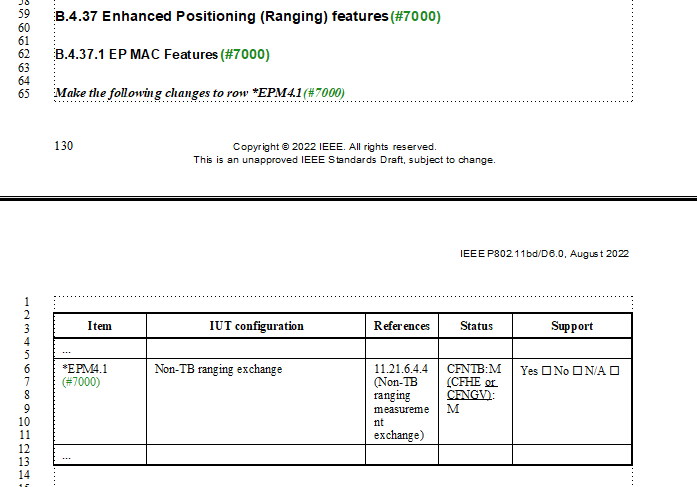 58
59 B.4.37 Enhanced Positioning (Ranging) features(#7000)
60
61
62 B.4.37.1 EP MAC Features (#7000)
63
64
65 Make the following changes to row *EPM4.1(#7000)
130
Copyright © 2022 IEEE. All rights reserved.
This is an unapproved IEEE Standards Draft, subject to change.
IEEE P802.11bd/D6.0, August 2022
1
2
3 Item IUT configuration References Status Support
4
5 ...
6 *EPM4.1 Non-TB ranging exchange 11.21.6.4.4 CFNTB:M Yes ☐ No ☐ N/A ☐
7 (#7000) (Non-TB (CFHE or
8 ranging CFNGV):
9 measureme M
10 nt
11 exchange)
12
13 ...
14